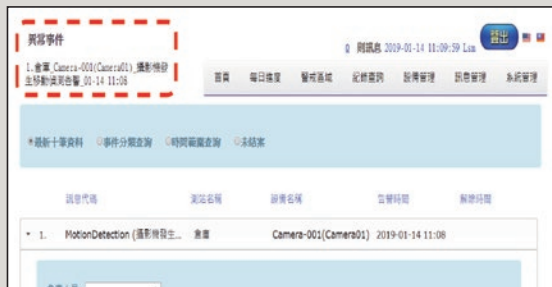 異常事件
1.倉庫_Camera-001(Camera01)_攝影機發
生移動偵測告警_01-14 11:08
則訊息 2019-01-14 11:09:59
登出
首頁 每日進度 警戒區域 紀錄查詢 設備管理 訊息管理 系統管理
最新十筆資料 事件分類查詢 時間範圍查詢 未結案
訊息代碼 測站名稱 設備名稱 告警時間 解除時間
1. MotionDetection (攝影機發生... 倉庫 Camera-001(Camera01) 2019-01-14 11:08